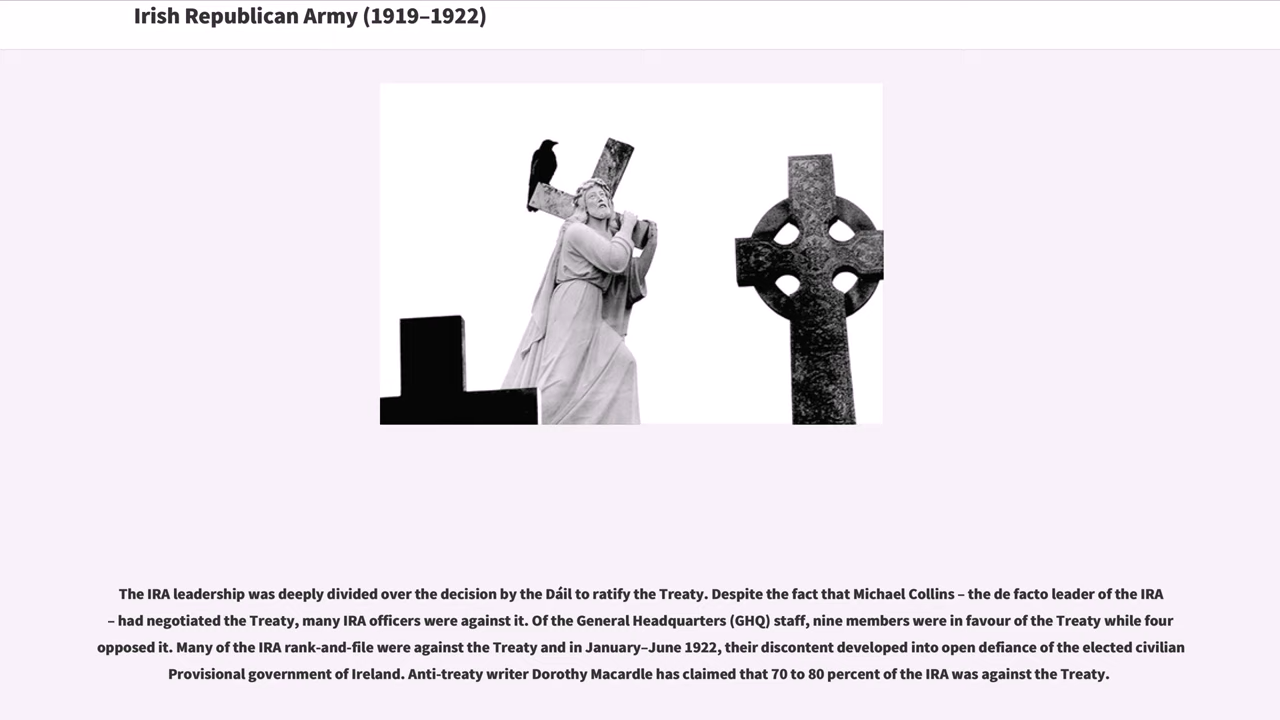 Irish Republican Army (1919–1922)
The IRA leadership was deeply divided over the decision by the Dáil to ratify the Treaty. Despite the fact that Michael Collins – the de facto leader of the IRA
– had negotiated the Treaty, many IRA officers were against it. Of the General Headquarters (GHQ) staff, nine members were in favour of the Treaty while four
opposed it. Many of the IRA rank-and-file were against the Treaty and in January–June 1922, their discontent developed into open defiance of the elected civilian
Provisional government of Ireland. Anti-treaty writer Dorothy Macardle has claimed that 70 to 80 percent of the IRA was against the Treaty.